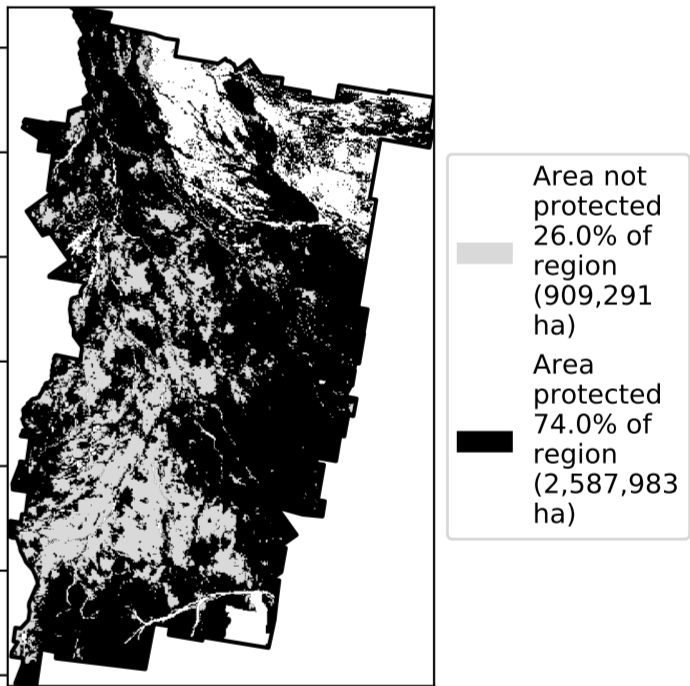 Area not
protected
26.0% of
region
(909,291
ha)
Area
protected
74.0% of
region
(2,587,983
ha)